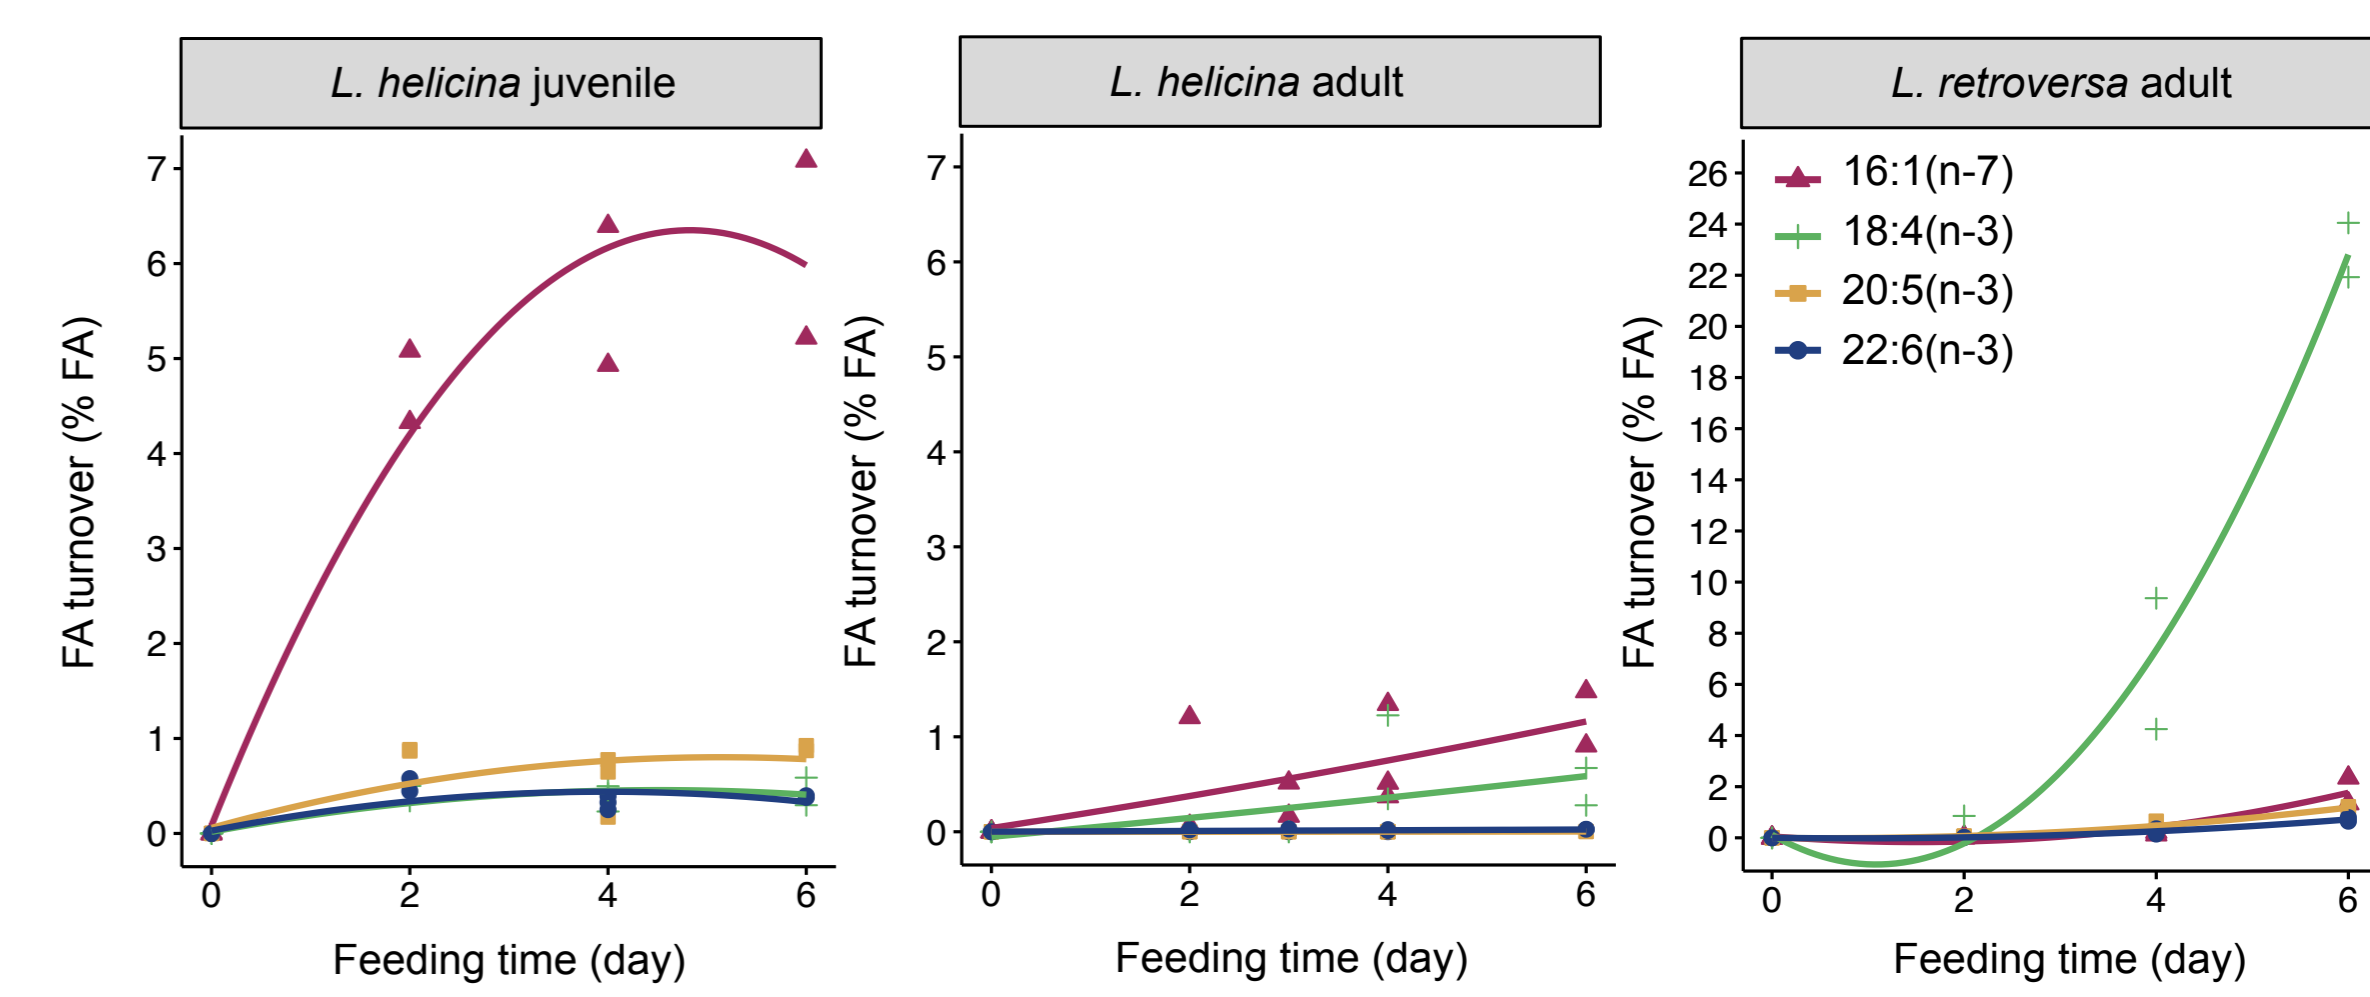 L. helicina juvenile
L. helicina adult
L. retroversa adult
FA turnover (% FA)
7
6
5
4
3
2
1
0
0 2 4 6
Feeding time (day)
FA turnover (% FA)
7
6
5
4
3
2
1
0
0 2 4 6
Feeding time (day)
FA turnover (% FA)
26
24
22
20
18
16
14
12
10
8
6
4
2
0
16:1(n-7)
18:4(n-3)
20:5(n-3)
22:6(n-3)
0 2 4 6
Feeding time (day)